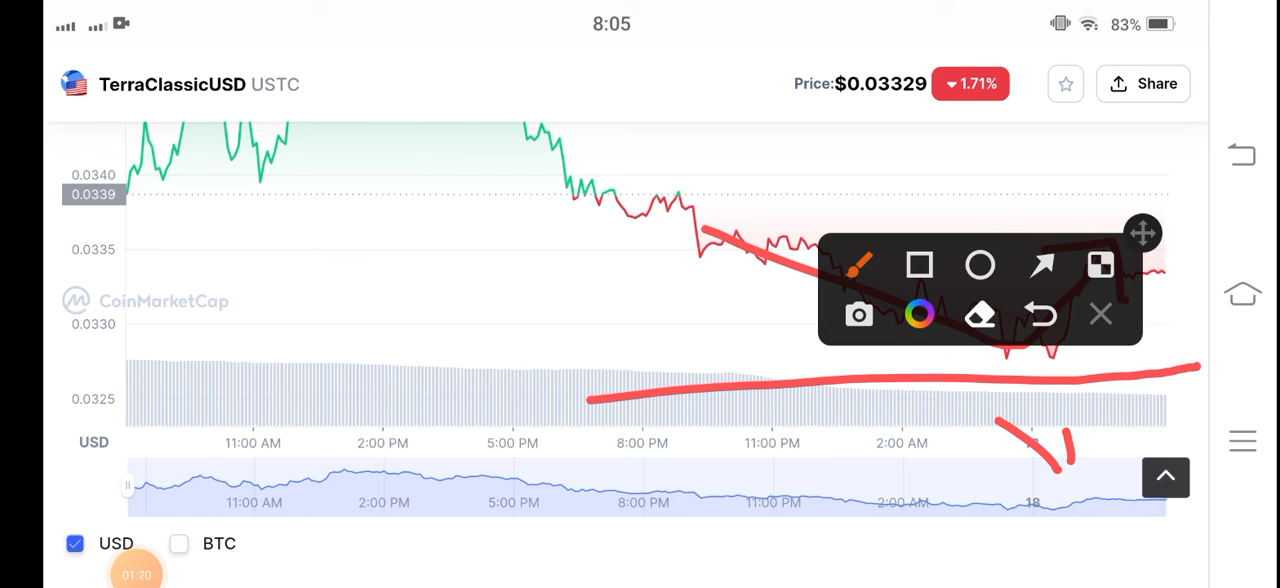 8:05
83%
TerraClassicUSD USTC
Price:$0.03329 1.71%
Share
0.0340
0.0339
0.0335
CoinMarketCap
0.0330
0.0325
USD
11:00 AM 2:00 PM 5:00 PM 8:00 PM 11:00 PM 2:00 AM
11:00 AM 2:00 PM 5:00 PM 8:00 PM 11:00 PM 2:00 AM 18
USD BTC
01:20